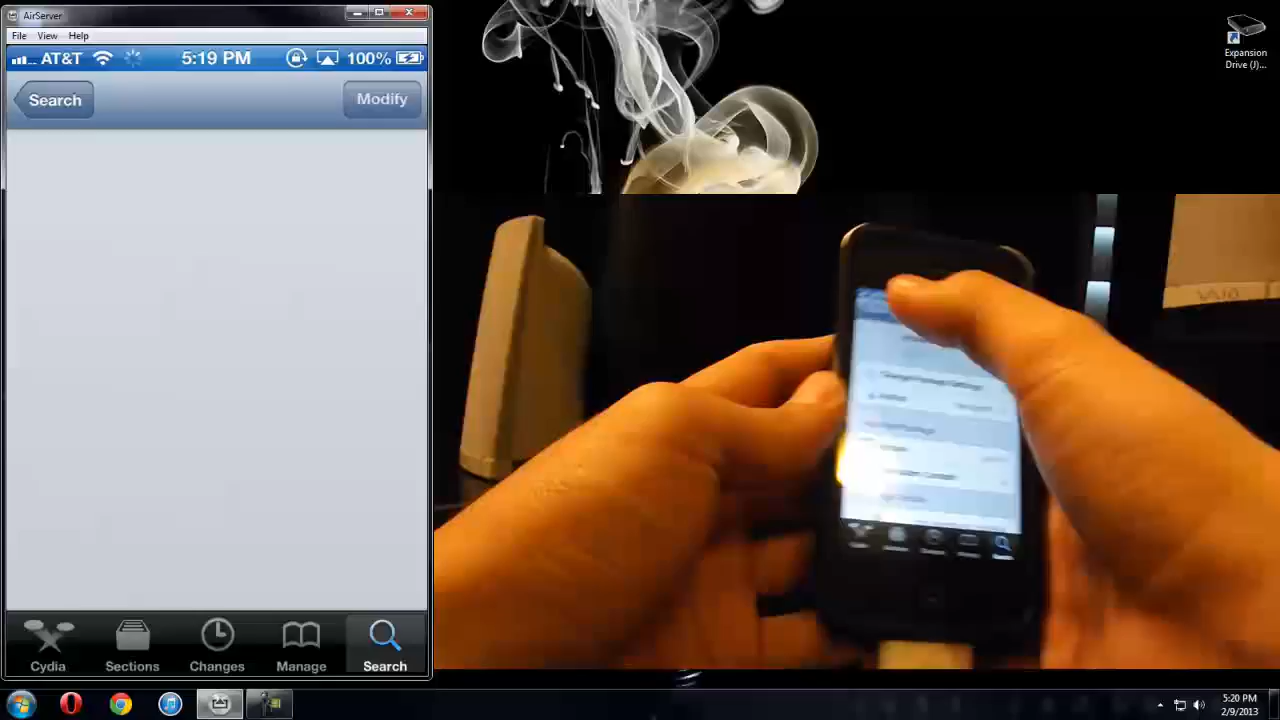 AirServer
File View Help
AT&T 5:19 PM 100%
Search Modify
Cydia Sections Changes Manage Search
Expansion
Drive (J)...
VAIO
5:20 PM
2/9/2013